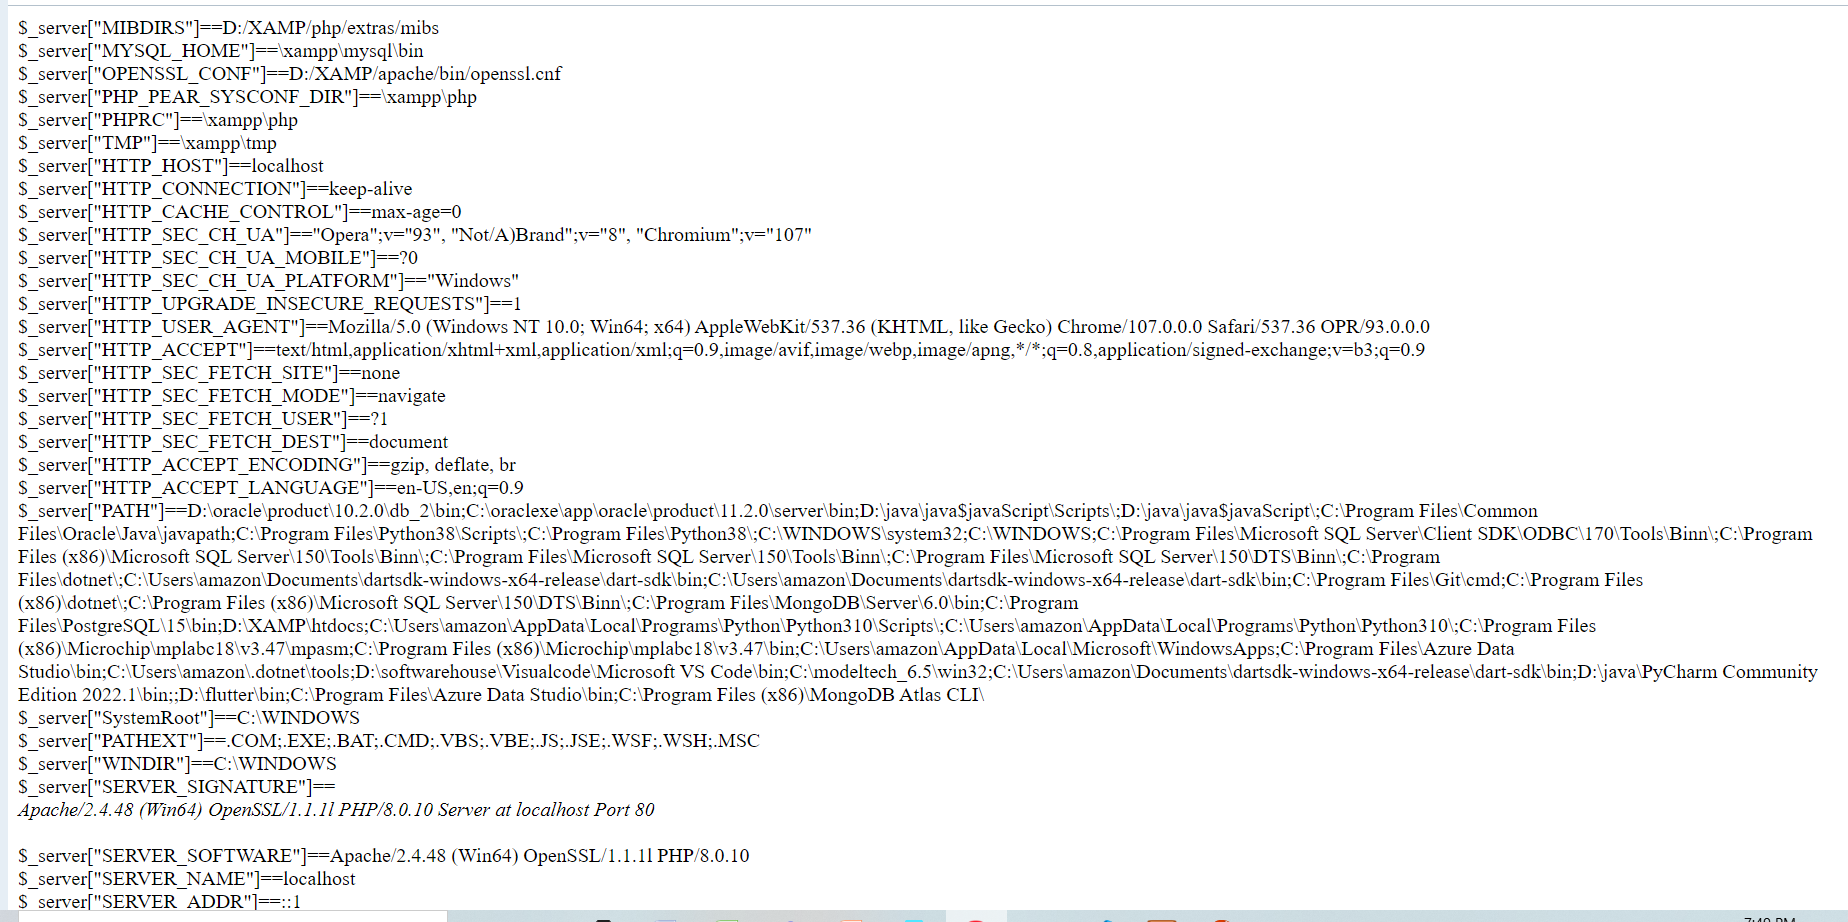 $_server["MIBDIRS"]==D:/XAMP/php/extras/mibs
$_server["MYSQL_HOME"]==\xampp\mysql\bin
$_server["OPENSSL_CONF"]==D:/XAMP/apache/bin/openssl.cnf
$_server["PHP_PEAR_SYSCONF_DIR"]==\xampp\php
$_server["PHPRC"]==\xampp\php
$_server["TMP"]==\xampp\tmp
$_server["HTTP_HOST"]==localhost
$_server["HTTP_CONNECTION"]==keep-alive
$_server["HTTP_CACHE_CONTROL"]==max-age=0
$_server["HTTP_SEC_CH_UA"]=="Opera";v="93", "Not/A)Brand";v="8", "Chromium";v="107"
$_server["HTTP_SEC_CH_UA_MOBILE"]==?0
$_server["HTTP_SEC_CH_UA_PLATFORM"]=="Windows"
$_server["HTTP_UPGRADE_INSECURE_REQUESTS"]==1
$_server["HTTP_USER_AGENT"]==Mozilla/5.0 (Windows NT 10.0; Win64; x64) AppleWebKit/537.36 (KHTML, like Gecko) Chrome/107.0.0.0 Safari/537.36 OPR/93.0.0.0
$_server["HTTP_ACCEPT"]==text/html,application/xhtml+xml,application/xml;q=0.9,image/avif,image/webp,image/apng,*/*;q=0.8,application/signed-exchange;v=b3;q=0.9
$_server["HTTP_SEC_FETCH_SITE"]==none
$_server["HTTP_SEC_FETCH_MODE"]==navigate
$_server["HTTP_SEC_FETCH_USER"]==?1
$_server["HTTP_SEC_FETCH_DEST"]==document
$_server["HTTP_ACCEPT_ENCODING"]==gzip, deflate, br
$_server["HTTP_ACCEPT_LANGUAGE"]==en-US,en;q=0.9
$_server["PATH"]==D:\oracle\product\10.2.0\db_2\bin;C:\oraclexe\app\oracle\product\11.2.0\server\bin;D:\java\java$javaScript\Scripts\;D:\java\java$javaScript\;C:\Program Files\Common
Files\Oracle\Java\javapath;C:\Program Files\Python38\Scripts\;C:\Program Files\Python38\;C:\WINDOWS\system32;C:\WINDOWS;C:\Program Files\Microsoft SQL Server\Client SDK\ODBC\170\Tools\Binn\;C:\Program
Files (x86)\Microsoft SQL Server\150\Tools\Binn\;C:\Program Files\Microsoft SQL Server\150\Tools\Binn\;C:\Program Files\Microsoft SQL Server\150\DTS\Binn\;C:\Program
Files\dotnet\;C:\Users\amazon\Documents\dartsdk-windows-x64-release\dart-sdk\bin;C:\Users\amazon\Documents\dartsdk-windows-x64-release\dart-sdk\bin;C:\Program Files\Git\cmd;C:\Program Files
(x86)\dotnet\;C:\Program Files (x86)\Microsoft SQL Server\150\DTS\Binn\;C:\Program Files\MongoDB\Server\6.0\bin;C:\Program
Files\PostgreSQL\15\bin;D:\XAMP\htdocs;C:\Users\amazon\AppData\Local\Programs\Python\Python310\Scripts\;C:\Users\amazon\AppData\Local\Programs\Python\Python310\;C:\Program Files
(x86)\Microchip\mplabc18\v3.47\mpasm;C:\Program Files (x86)\Microchip\mplabc18\v3.47\bin;C:\Users\amazon\AppData\Local\Microsoft\WindowsApps;C:\Program Files\Azure Data
Studio\bin;C:\Users\amazon\.dotnet\tools;D:\softwarehouse\Visualcode\Microsoft VS Code\bin;C:\modeltech_6.5\win32;C:\Users\amazon\Documents\dartsdk-windows-x64-release\dart-sdk\bin;D:\java\PyCharm Community
Edition 2022.1\bin;;D:\flutter\bin;C:\Program Files\Azure Data Studio\bin;C:\Program Files (x86)\MongoDB Atlas CLI\
$_server["SystemRoot"]==C:\WINDOWS
$_server["PATHEXT"]==.COM;.EXE;.BAT;.CMD;.VBS;.VBE;.JS;.JSE;.WSF;.WSH;.MSC
$_server["WINDIR"]==C:\WINDOWS
$_server["SERVER_SIGNATURE"]==
Apache/2.4.48 (Win64) OpenSSL/1.1.1l PHP/8.0.10 Server at localhost Port 80
$_server["SERVER_SOFTWARE"]==Apache/2.4.48 (Win64) OpenSSL/1.1.1l PHP/8.0.10
$_server["SERVER_NAME"]==localhost
$_server["SERVER_ADDR"]==::1